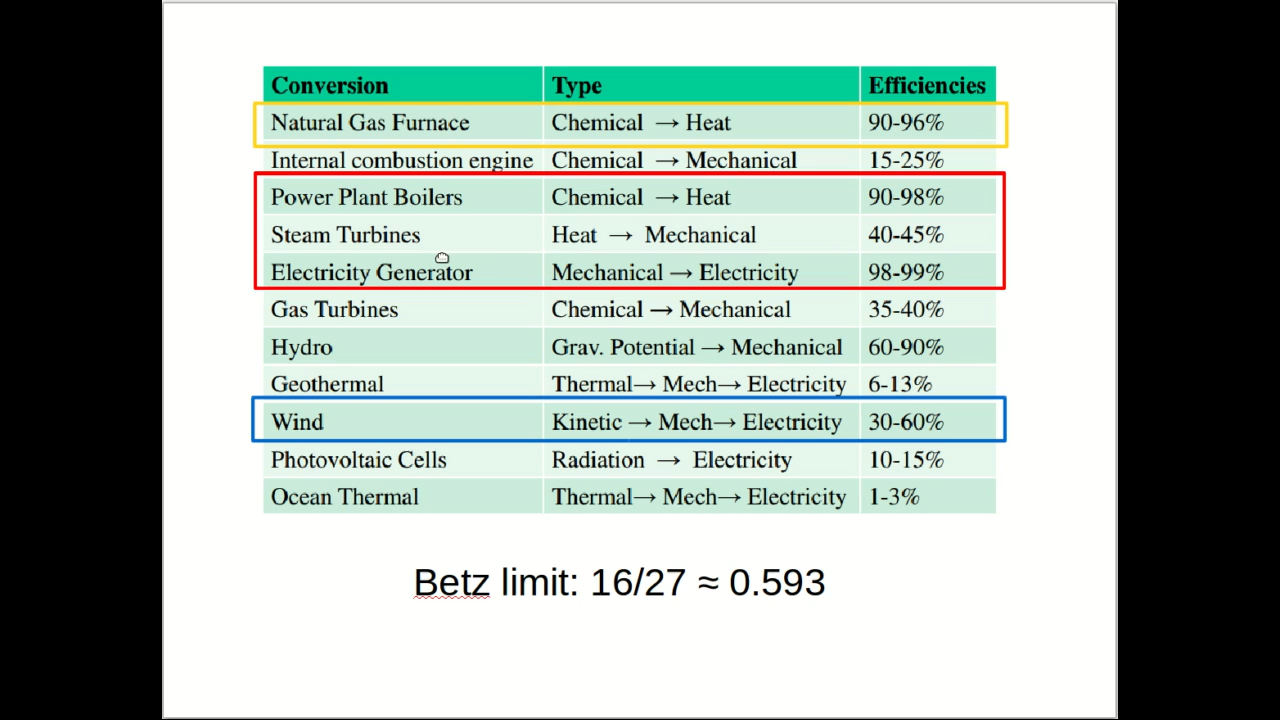 Conversion Type Efficiencies
Natural Gas Furnace Chemical → Heat 90-96%
Internal combustion engine Chemical → Mechanical 15-25%
Power Plant Boilers Chemical → Heat 90-98%
Steam Turbines Heat → Mechanical 40-45%
Electricity Generator Mechanical → Electricity 98-99%
Gas Turbines Chemical → Mechanical 35-40%
Hydro Grav. Potential → Mechanical 60-90%
Geothermal Thermal→ Mech→ Electricity 6-13%
Wind Kinetic → Mech→ Electricity 30-60%
Photovoltaic Cells Radiation → Electricity 10-15%
Ocean Thermal Thermal→ Mech→ Electricity 1-3%
Betz limit: 16/27 ≈ 0.593